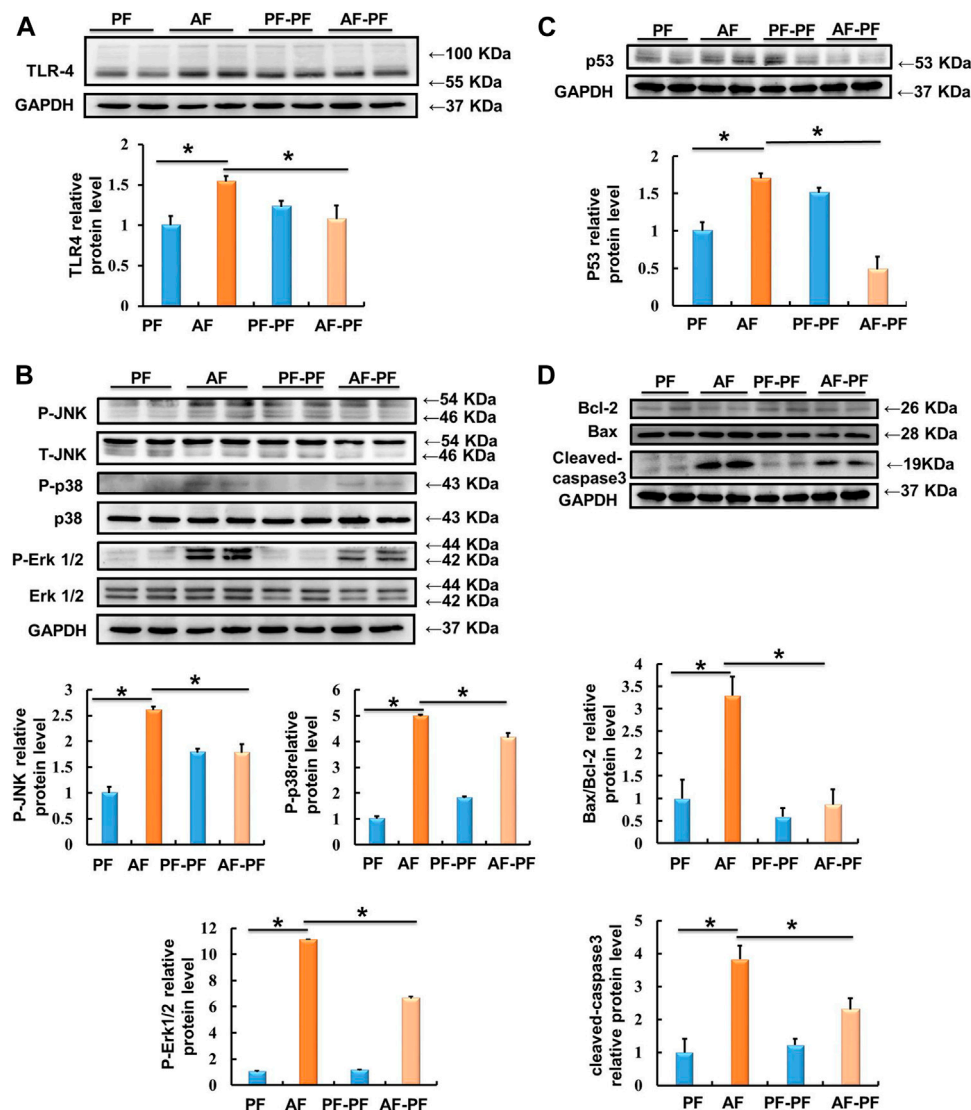 A
PF AF PF-PF AF-PF
TLR-4
←100 KDa
←55 KDa
GAPDH ←37 KDa
* *
TLR4 relative
protein level
2
1.5
1
0.5
0
PF AF PF-PF AF-PF
C
PF AF PF-PF AF-PF
p53 ←53 KDa
GAPDH ←37 KDa
* *
P53 relative
protein level
2
1.5
1
0.5
0
PF AF PF-PF AF-PF
B
PF AF PF-PF AF-PF
P-JNK ←54 KDa
←46 KDa
T-JNK ←54 KDa
←46 KDa
P-p38 ←43 KDa
p38 ←43 KDa
P-Erk 1/2 ←44 KDa
←42 KDa
Erk 1/2 ←44 KDa
←42 KDa
GAPDH ←37 KDa
* *
P-JNK relative
protein level
3
2.5
2
1.5
1
0.5
0
PF AF PF-PF AF-PF
* *
P-p38relative
protein level
6
5
4
3
2
1
0
PF AF PF-PF AF-PF
* *
P-Erk1/2 relative
protein level
12
10
8
6
4
2
0
PF AF PF-PF AF-PF
D
PF AF PF-PF AF-PF
Bcl-2 ←26 KDa
Bax ←28 KDa
Cleaved-
caspase3 ←19KDa
GAPDH ←37 KDa
* *
Bax/Bcl-2 relative
protein level
4
3.5
3
2.5
2
1.5
1
0.5
0
PF AF PF-PF AF-PF
* *
cleaved-caspase3
relative protein level
5
4
3
2
1
0
PF AF PF-PF AF-PF